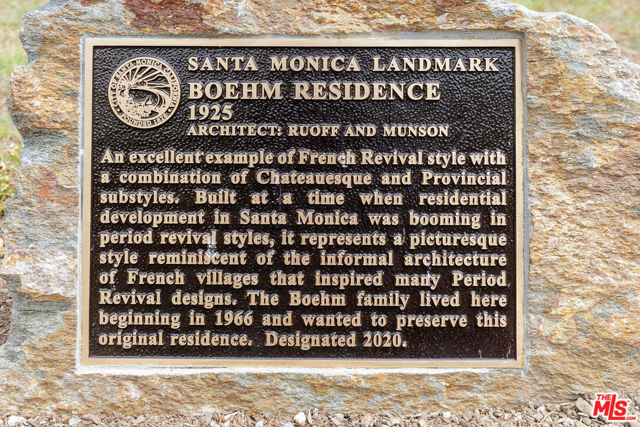 SANTA MONICA LANDMARK
BOEHM RESIDENCE
1925
ARCHITECT: RUOFF AND MUNSON
An excellent example of French Revival style with
a combination of Chateauesque and Provincial
substyles. Built at a time when residential
development in Santa Monica was booming in
period revival styles, it represents a picturesque
style reminiscent of the informal architecture
of French villages that inspired many Period
Revival designs. The Boehm family lived here
beginning in 1966 and wanted to preserve this
original residence. Designated 2020.
THE
MLS
.com